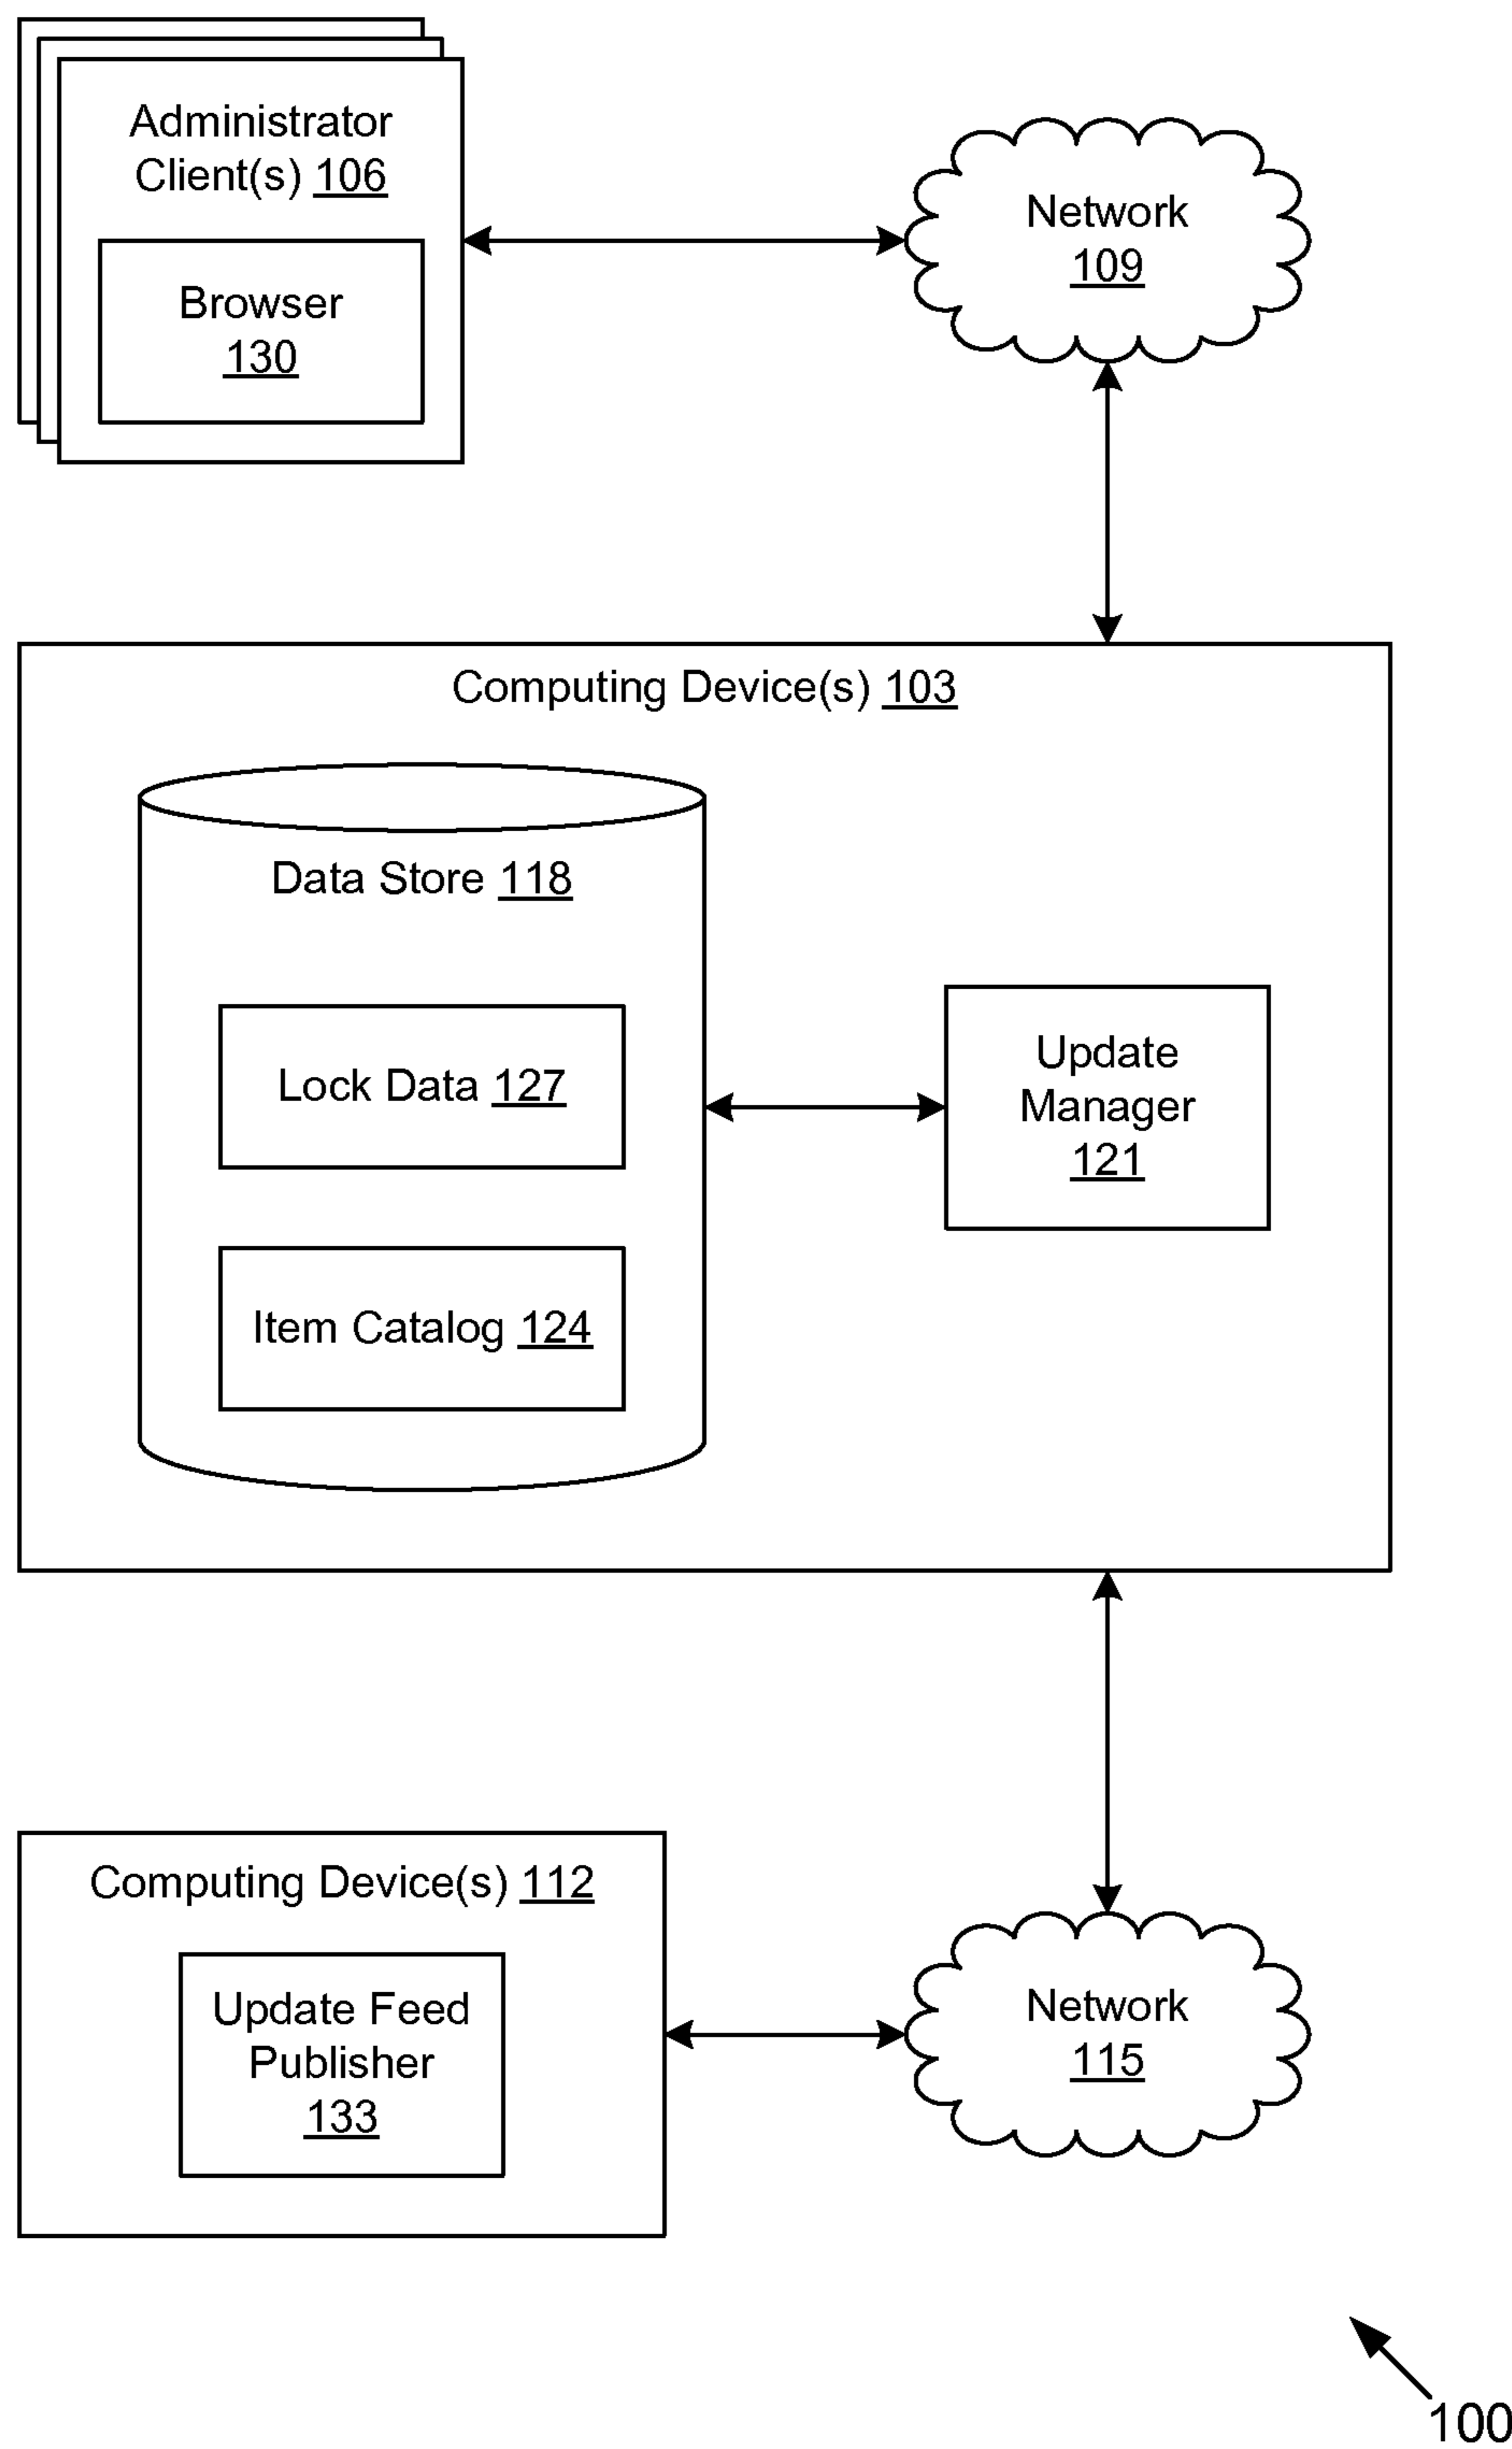 Administrator
Client(s) 106
Browser
130
Network
109
Computing Device(s) 103
Data Store 118
Lock Data 127
Item Catalog 124
Update
Manager
121
Computing Device(s) 112
Update Feed
Publisher
133
Network
115
100